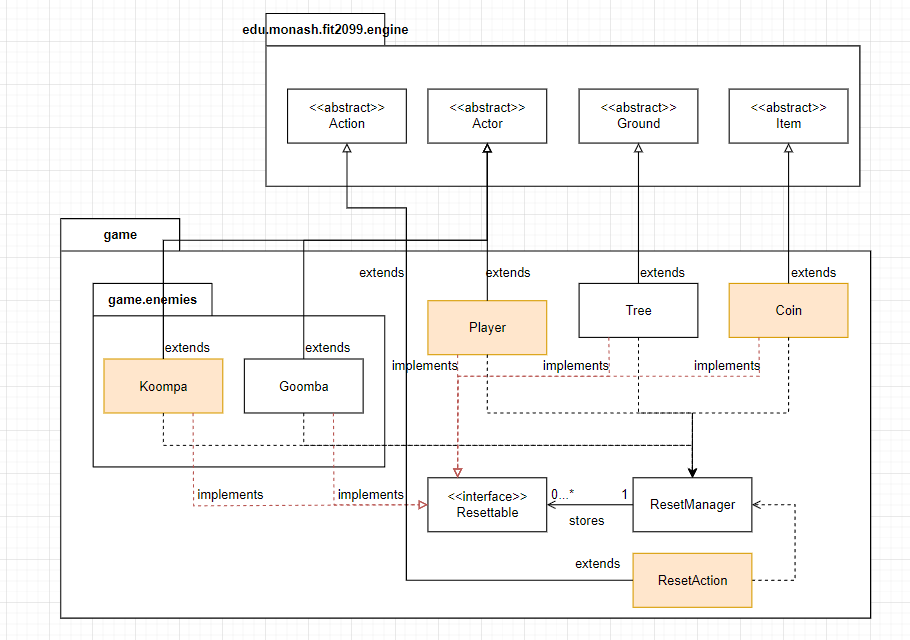 edu.monash.fit2099.engine
<<abstract>>
Action
<<abstract>>
Actor
<<abstract>>
Ground
<<abstract>>
Item
game
extends
extends
extends
extends
game.enemies
Player
Tree
Coin
extends
extends
implements
implements
implements
Koompa
Goomba
implements
implements
<<interface>>
Resettable
0...*
1
stores
ResetManager
extends
ResetAction